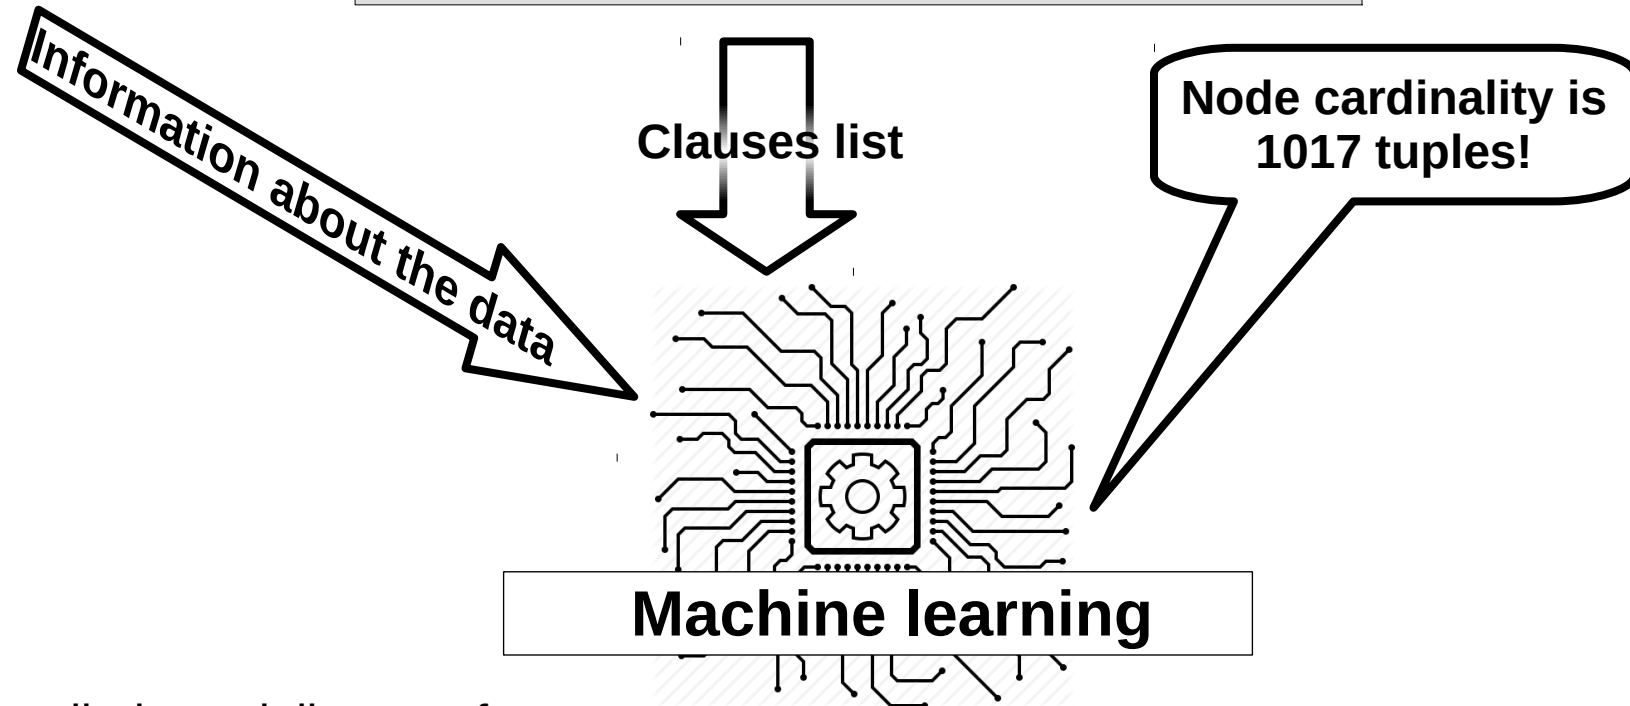 Information about the data
Clauses list
Node cardinality is
1017 tuples!
Machine learning